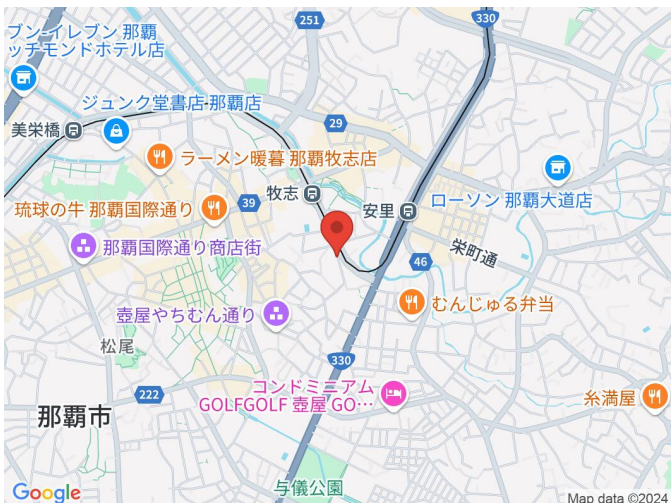 251
330
ブン-イレブン 那覇
ッチモンドホテル店
ジュンク堂書店 那覇店
美栄橋
29
ラーメン暖暮 那覇牧志店
牧志
安里
ローソン 那覇大道店
琉球の牛 那覇国際通り
39
那覇国際通り商店街
栄町通
46
壺屋やちむん通り
むんじゅる弁当
松尾
330
222
コンドミニアム
GOLFGOLF 壺屋 GO…
糸満屋
那覇市
与儀公園
Google
Map data ©2024